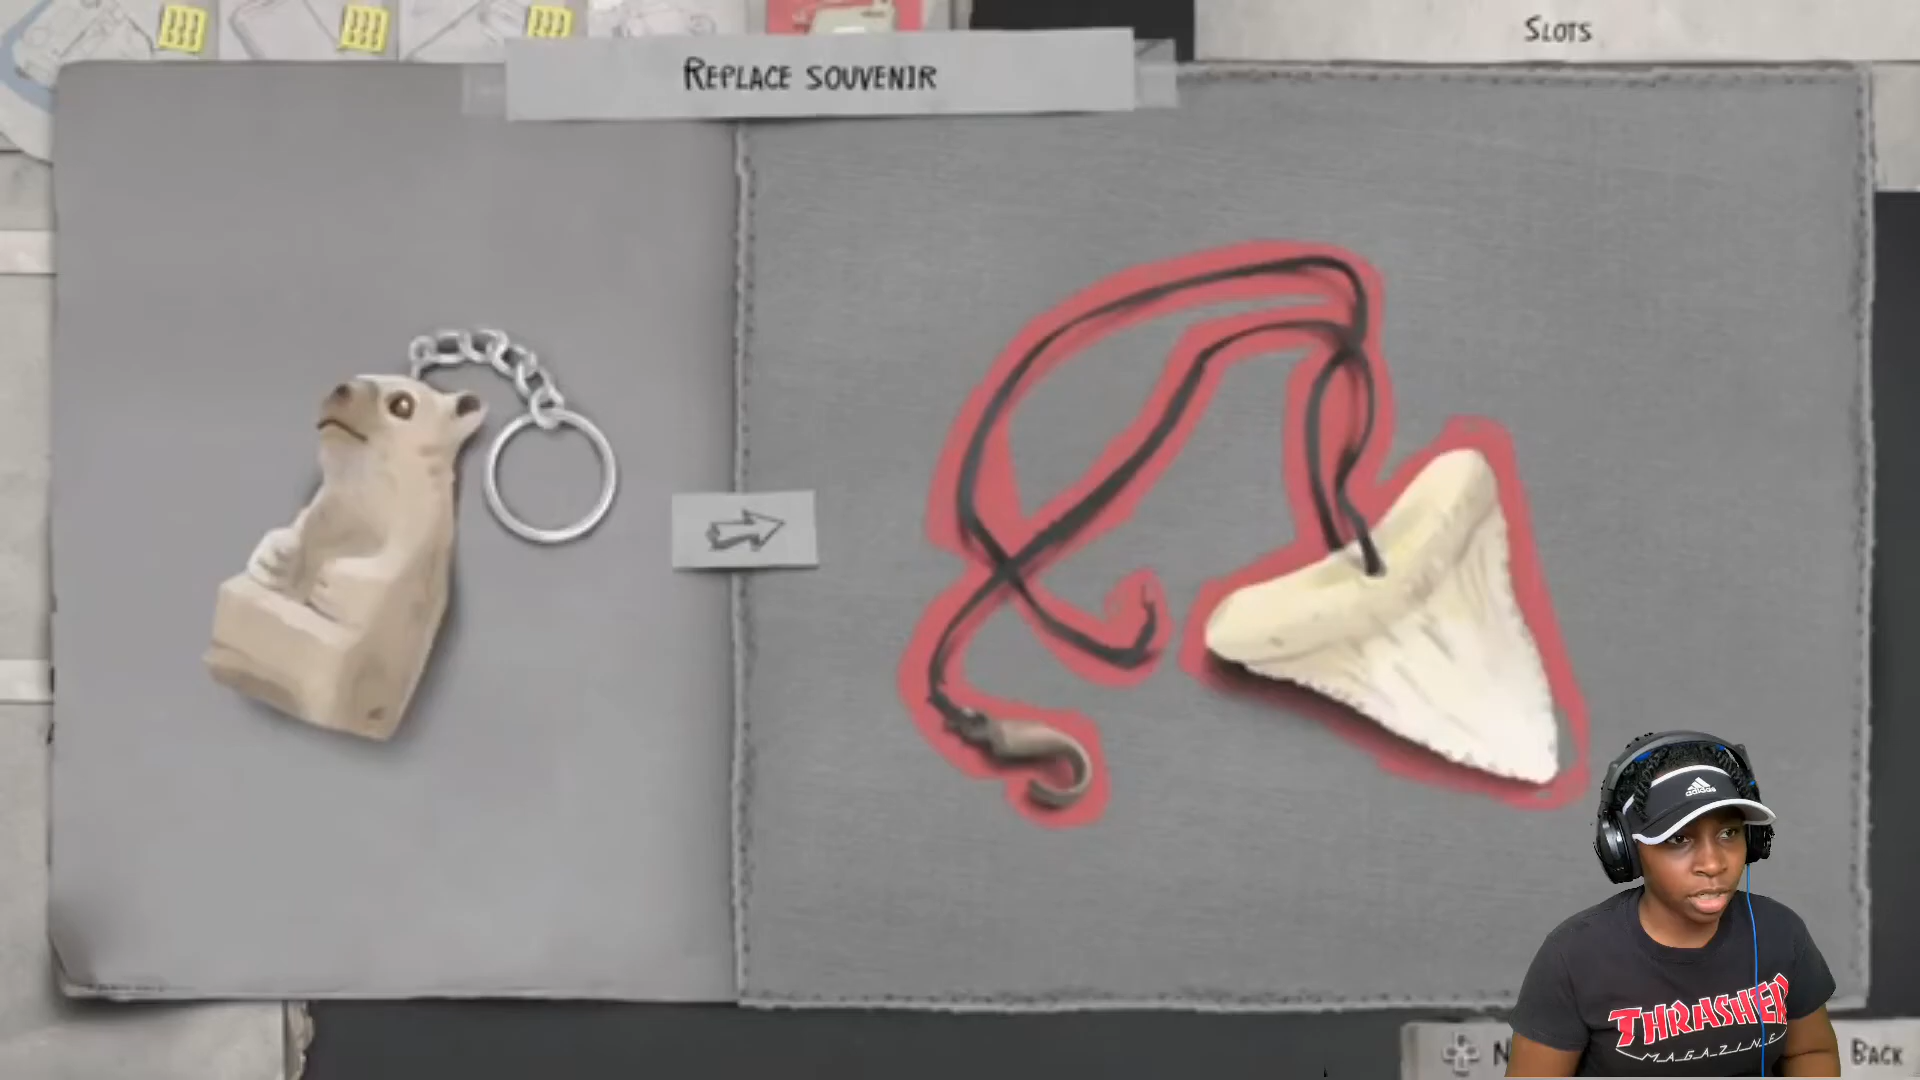 SLOTS
REPLACE SOUVENIR
adidas
THRASHER
MAGAZINE
BACK